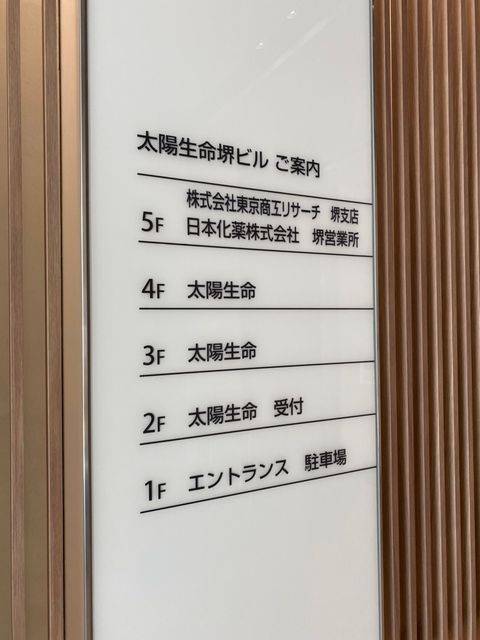 太陽生命堺ビル ご案内
株式会社東京商工リサーチ 堺支店
5F 日本化薬株式会社 堺営業所
4F 太陽生命
3F 太陽生命
2F 太陽生命 受付
1F エントランス 駐車場